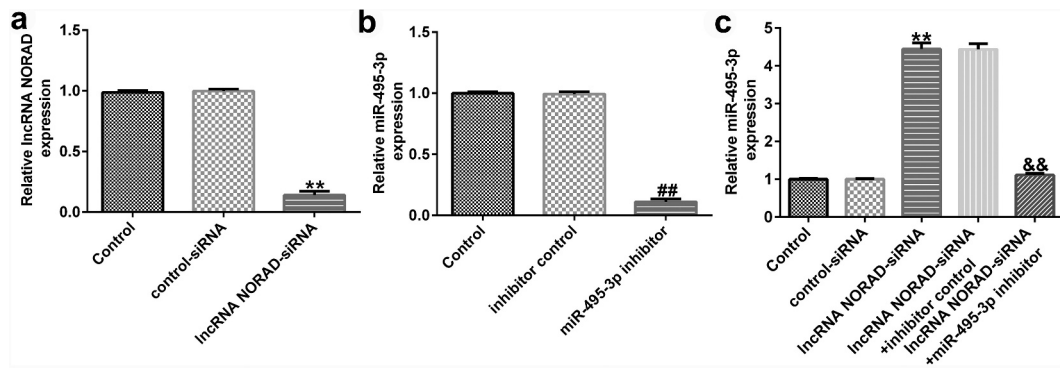 a
Relative lncRNA NORAD
expression
1.5
1.0
0.5
0.0
**
Control
control-siRNA
lncRNA NORAD-siRNA
b
Relative miR-495-3p
expression
1.5
1.0
0.5
0.0
##
Control
inhibitor control
miR-495-3p inhibitor
c
Relative miR-495-3p
expression
5
4
3
2
1
0
**
&&
Control
control-siRNA
lncRNA NORAD-siRNA
lncRNA NORAD-siRNA
+inhibitor control
lncRNA NORAD-siRNA
+miR-495-3p inhibitor